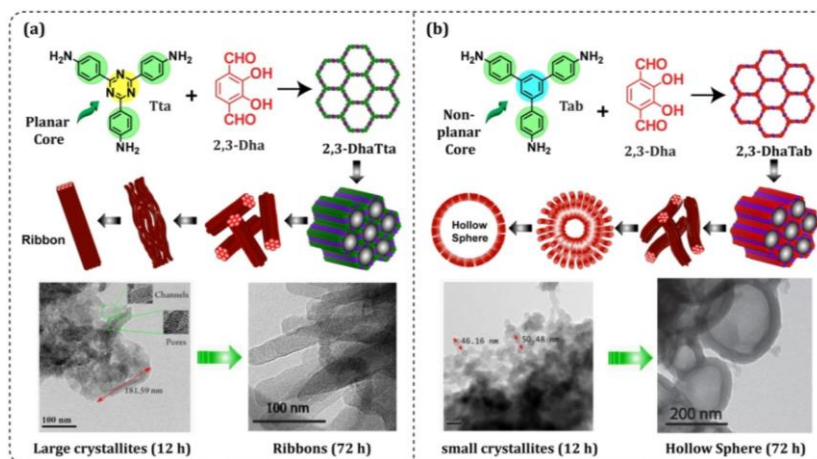 (a)
NH₂
H₂N
N
N
N
Planar
Core
Tta
NH₂
+
CHO
OH
OH
CHO
2,3-Dha
2,3-DhaTta
Ribbon
Channels
Pores
181.59 nm
100 nm
100 nm
Large crystallites (12 h)
Ribbons (72 h)
(b)
NH₂
H₂N
Non-
planar
Core
Tab
NH₂
+
CHO
OH
OH
CHO
2,3-Dha
2,3-DhaTab
Hollow
Sphere
46.16 nm
50.48 nm
200 nm
small crystallites (12 h)
Hollow Sphere (72 h)